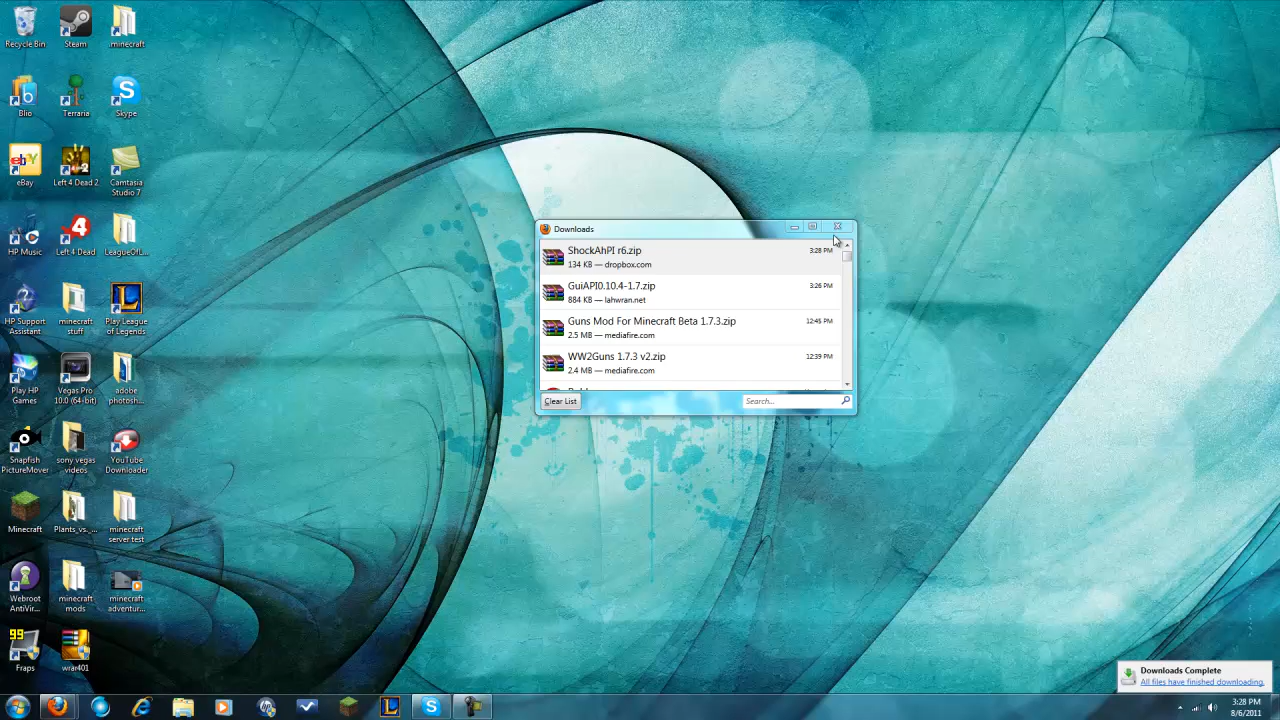 Recycle Bin
Steam
minecraft
Blio
Terraria
Skype
eBay
Left 4 Dead 2
Camtasia
Studio 7
HP Music
Left 4 Dead
LeagueOfL...
HP Support
Assistant
minecraft
stuff
Play League
of Legends
Play HP
Games
Vegas Pro
10.0 (64-bit)
adobe
photosh...
Snapfish
PictureMover
sony vegas
videos
YouTube
Downloader
Minecraft
Plants_vs._...
minecraft
server test
Webroot
AntiVir...
minecraft
mods
minecraft
adventur...
99
Fraps
wrar401
Downloads
ShockAhPI r6.zip
3:28 PM
134 KB — dropbox.com
GuiAPI0.10.4-1.7.zip
3:26 PM
884 KB — lahwran.net
Guns Mod For Minecraft Beta 1.7.3.zip
12:45 PM
2.5 MB — mediafire.com
WW2Guns 1.7.3 v2.zip
12:39 PM
2.4 MB — mediafire.com
Clear List
Search...
Downloads Complete
All files have finished downloading.
3:28 PM
8/6/2011